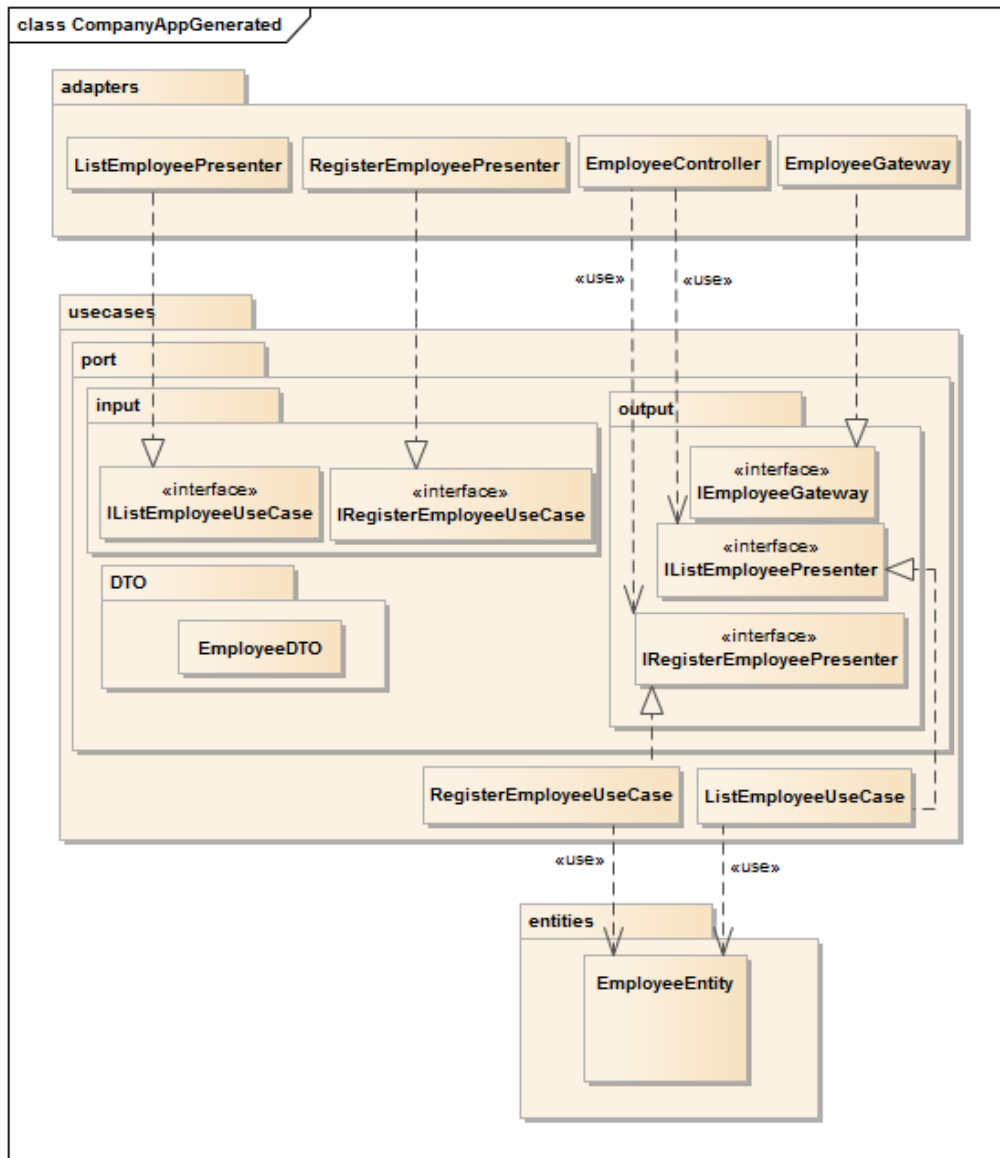 class CompanyAppGenerated
adapters
ListEmployeePresenter
RegisterEmployeePresenter
EmployeeController
EmployeeGateway
«use»
«use»
usecases
port
input
output
«interface»
IListEmployeeUseCase
«interface»
IRegisterEmployeeUseCase
«interface»
IEmployeeGateway
«interface»
IListEmployeePresenter
DTO
EmployeeDTO
«interface»
IRegisterEmployeePresenter
RegisterEmployeeUseCase
ListEmployeeUseCase
«use»
«use»
entities
EmployeeEntity